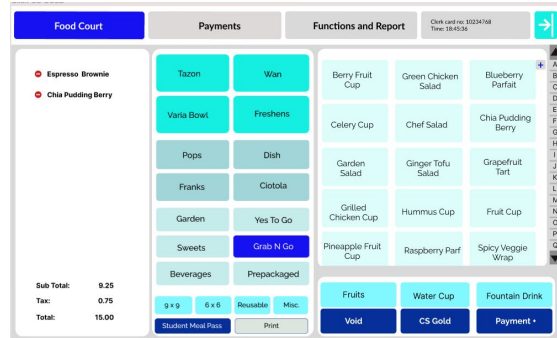 Food Court
Payments
Functions and Report
Clerk card no: 10234768
Time: 18:45:36
Espresso Brownie
Chia Pudding Berry
Sub Total: 9.25
Tax: 0.75
Total: 15.00
Tazon
Wan
Varia Bowl
Freshens
Pops
Dish
Franks
Ciotola
Garden
Yes To Go
Sweets
Grab N Go
Beverages
Prepackaged
9 x 9
6 x 6
Reusable
Misc.
Student Meal Pass
Print
Berry Fruit
Cup
Green Chicken
Salad
Blueberry
Parfait
+
Celery Cup
Chef Salad
Chia Pudding
Berry
Garden
Salad
Ginger Tofu
Salad
Grapefruit
Tart
Grilled
Chicken Cup
Hummus Cup
Fruit Cup
Pineapple Fruit
Cup
Raspberry Parf
Spicy Veggie
Wrap
A
B
C
D
E
F
G
H
I
J
K
L
M
N
O
P
Q
Fruits
Water Cup
Fountain Drink
Void
CS Gold
Payment +